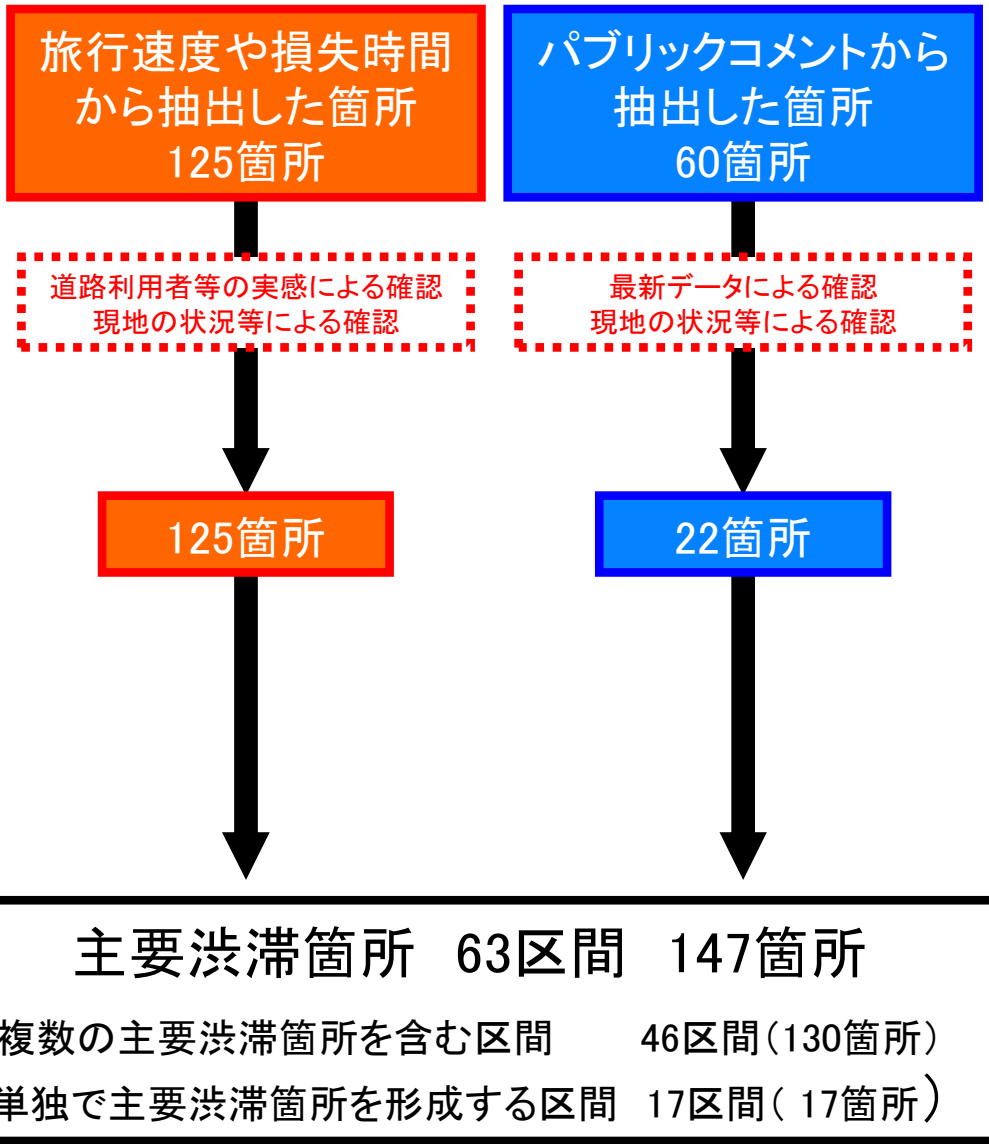 旅行速度や損失時間
から抽出した箇所
125箇所
パブリックコメントから
抽出した箇所
60箇所
道路利用者等の実感による確認
現地の状況等による確認
最新データによる確認
現地の状況等による確認
125箇所
22箇所
主要渋滞箇所 63区間 147箇所
複数の主要渋滞箇所を含む区間 46区間(130箇所)
単独で主要渋滞箇所を形成する区間 17区間( 17箇所)